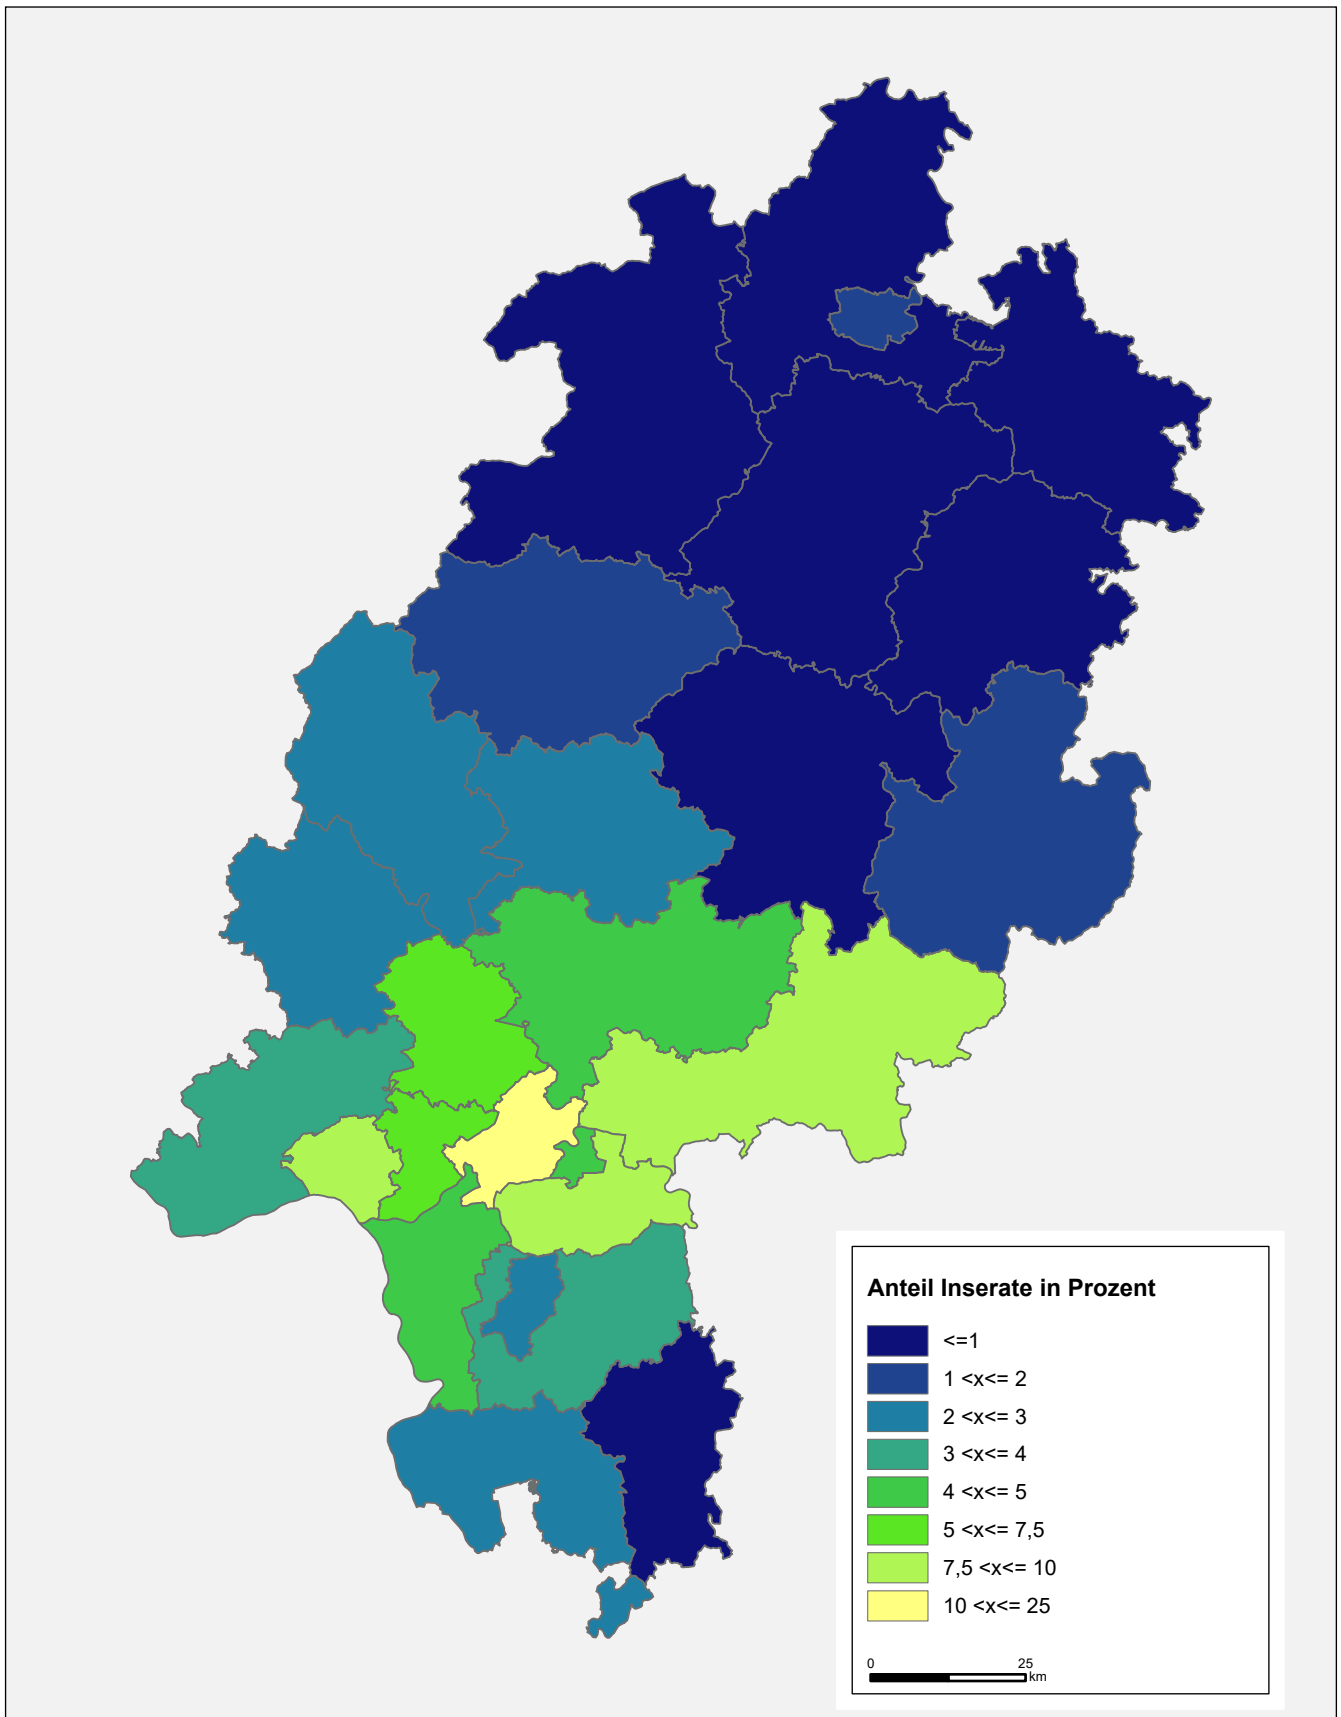 Anteil Inserate in Prozent
<=1
1 <x<= 2
2 <x<= 3
3 <x<= 4
4 <x<= 5
5 <x<= 7,5
7,5 <x<= 10
10 <x<= 25
0 25
km